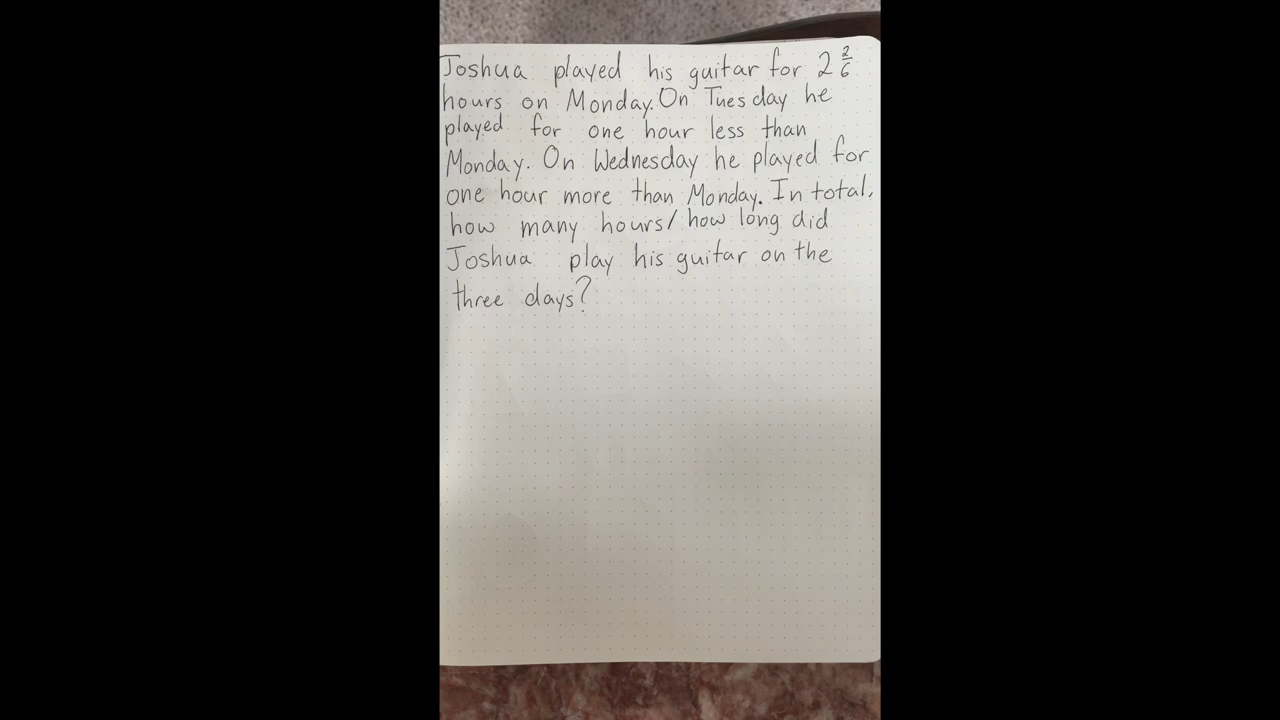 Joshua played his guitar for 2 2/6
hours on Monday. On Tuesday he
played for one hour less than
Monday. On Wednesday he played for
one hour more than Monday. In total,
how many hours/how long did
Joshua play his guitar on the
three days?